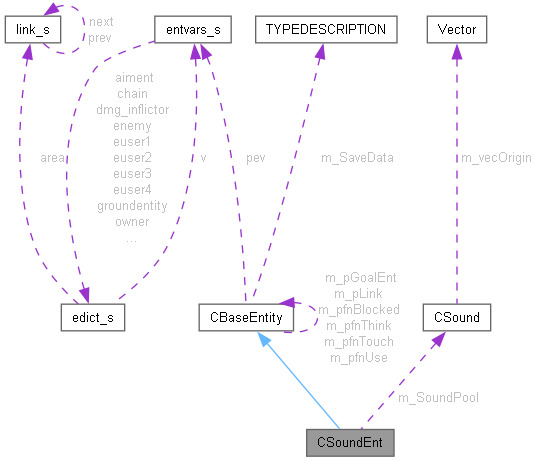 link_s
next
prev
entvars_s
TYPEDESCRIPTION
Vector
aiment
chain
dmg_inflictor
enemy
euser1
euser2
euser3
euser4
groundentity
owner
...
area
v
pev
m_SaveData
m_vecOrigin
edict_s
CBaseEntity
m_pGoalEnt
m_pLink
m_pfnBlocked
m_pfnThink
m_pfnTouch
m_pfnUse
CSound
m_SoundPool
CSoundEnt